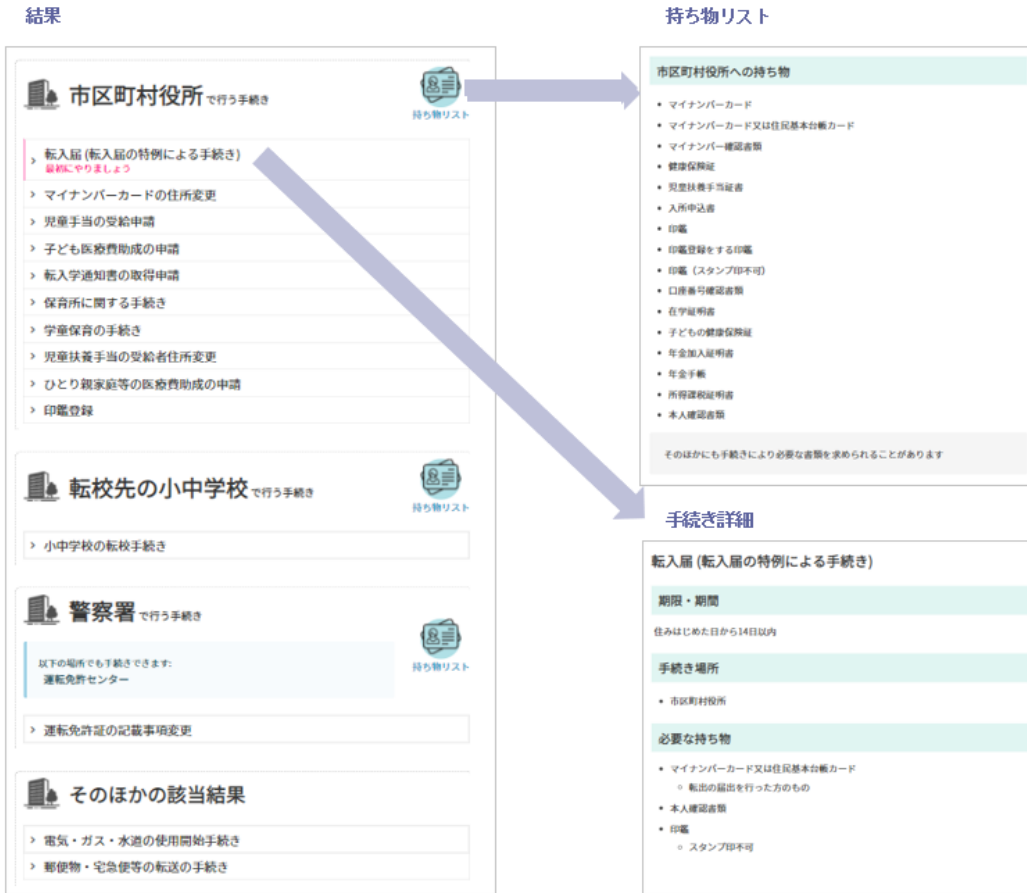 結果
市区町村役所 で行う手続き
持ち物リスト
転入届 (転入届の特例による手続き)
最初にやりましょう
マイナンバーカードの住所変更
児童手当の受給申請
子ども医療費助成の申請
転入学通知書の取得申請
保育所に関する手続き
学童保育の手続き
児童扶養手当の受給者住所変更
ひとり親家庭等の医療費助成の申請
印鑑登録
転校先の小中学校 で行う手続き
持ち物リスト
小中学校の転校手続き
警察署 で行う手続き
持ち物リスト
以下の場所でも手続きできます:
運転免許センター
運転免許証の記載事項変更
そのほかの該当結果
電気・ガス・水道の使用開始手続き
郵便物・宅急便等の転送の手続き
持ち物リスト
市区町村役所への持ち物
マイナンバーカード
マイナンバーカード又は住民基本台帳カード
マイナンバー確認書類
健康保険証
児童扶養手当証書
入所申込書
印鑑
印鑑登録をする印鑑
印鑑（スタンプ印不可）
口座番号確認書類
在学証明書
子どもの健康保険証
年金加入証明書
年金手帳
所得課税証明書
本人確認書類
そのほかにも手続きにより必要な書類を求められることがあります
手続き詳細
転入届 (転入届の特例による手続き)
期限・期間
住みはじめた日から14日以内
手続き場所
市区町村役所
必要な持ち物
マイナンバーカード又は住民基本台帳カード
転出の届出を行った方のもの
本人確認書類
印鑑
スタンプ印不可